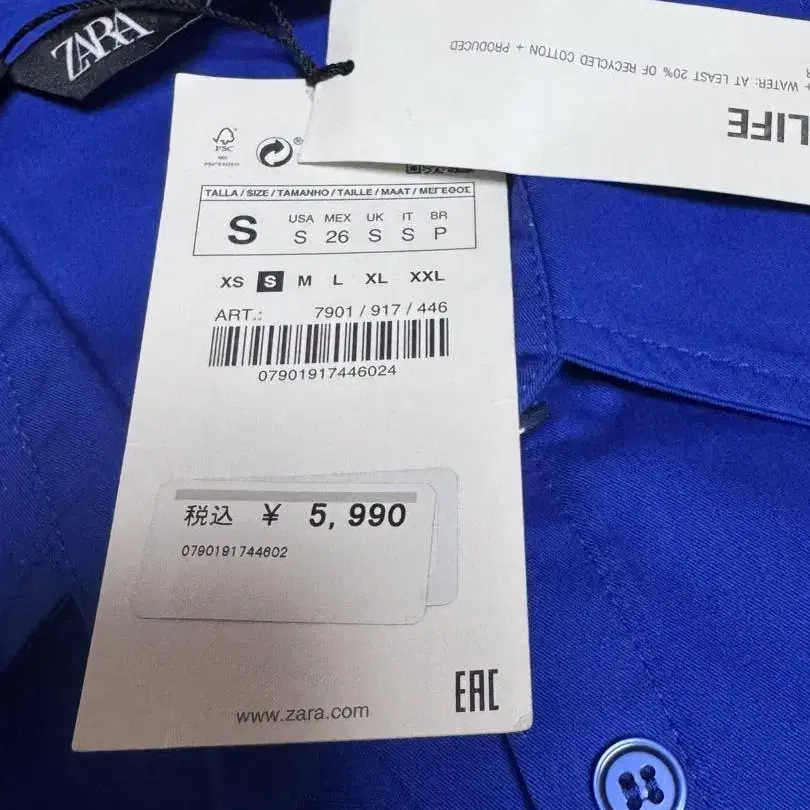 ZARA
+ WATER: AT LEAST 20% OF RECYCLED COTTON + PRODUCED
LIFE
FSC
®
TALLA / SIZE / TAMANHO / TAILLE / MAAT / ΜΕΓΕΘΟΣ
S
USA MEX UK IT BR
S 26 S S P
XS S M L XL XXL
ART.: 7901 / 917 / 446
07901917446024
税込 ¥ 5,990
0790191744602
www.zara.com
EAC